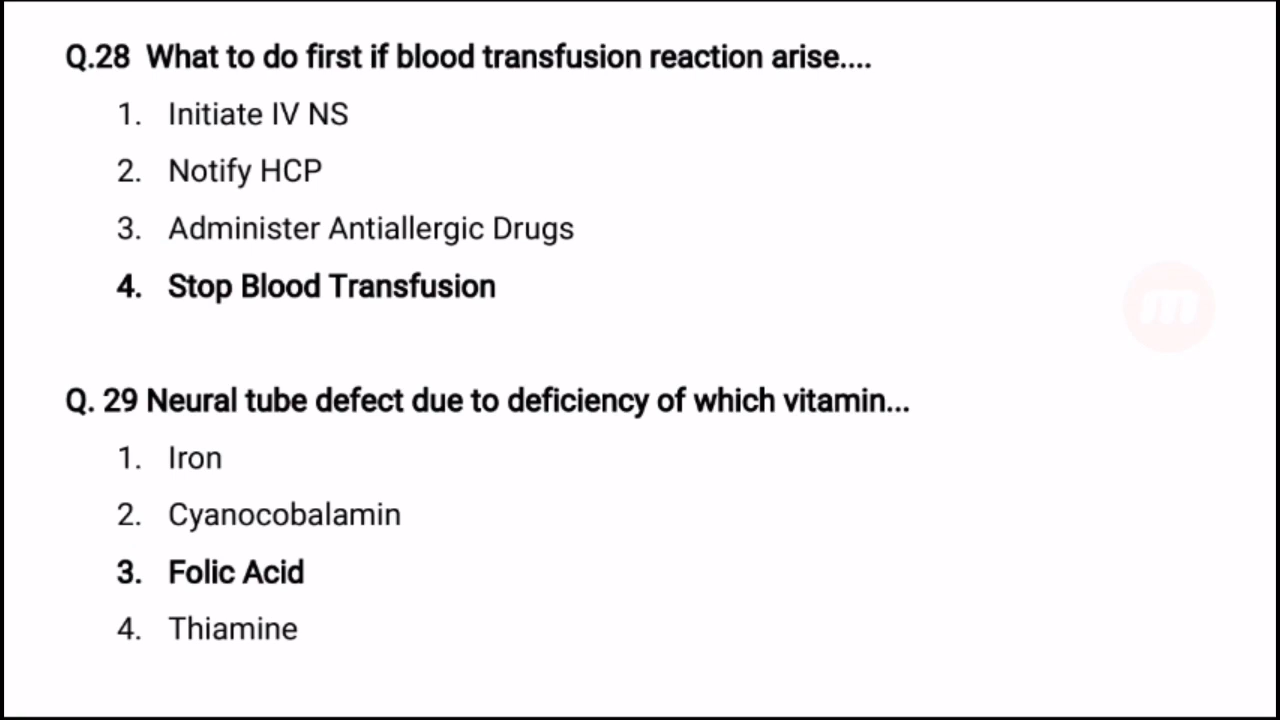 Q.28 What to do first if blood transfusion reaction arise....
1. Initiate IV NS
2. Notify HCP
3. Administer Antiallergic Drugs
4. Stop Blood Transfusion
Q. 29 Neural tube defect due to deficiency of which vitamin...
1. Iron
2. Cyanocobalamin
3. Folic Acid
4. Thiamine